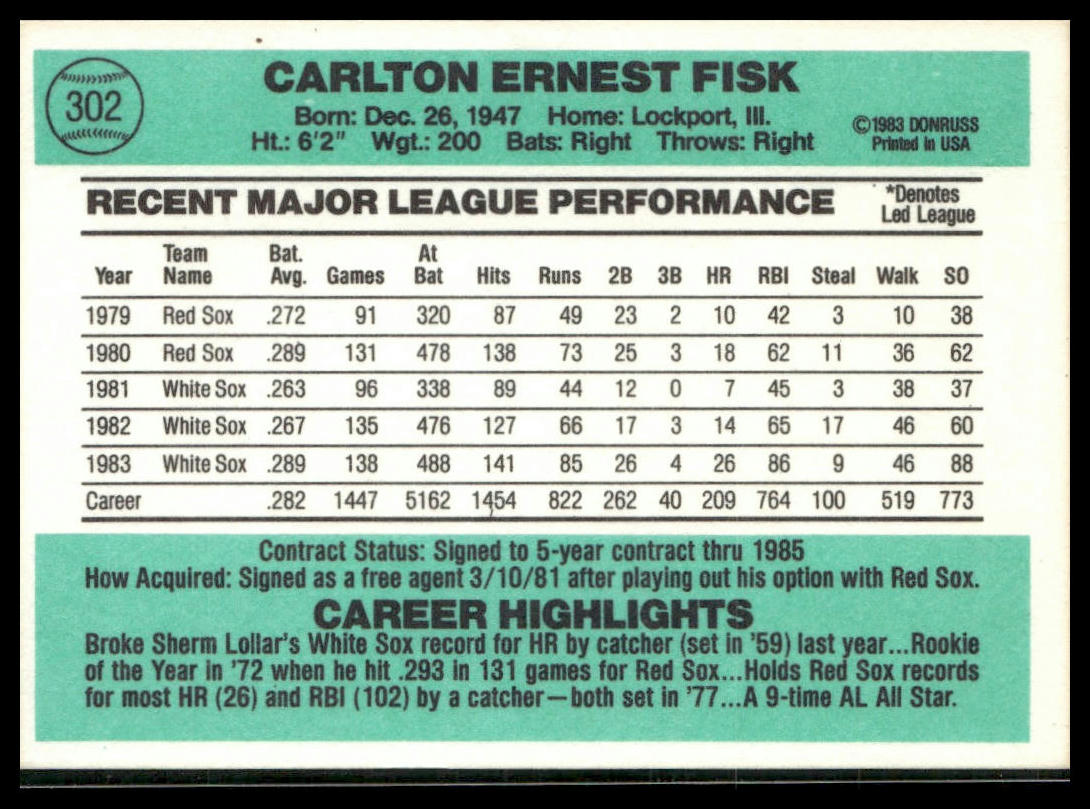 302
CARLTON ERNEST FISK
Born: Dec. 26, 1947 Home: Lockport, Ill.
Ht.: 6'2" Wgt.: 200 Bats: Right Throws: Right
©1983 DONRUSS
Printed in USA
RECENT MAJOR LEAGUE PERFORMANCE
*Denotes
Led League
Year Team Name Bat. Avg. Games At Bat Hits Runs 2B 3B HR RBI Steal Walk SO
1979 Red Sox .272 91 320 87 49 23 2 10 42 3 10 38
1980 Red Sox .289 131 478 138 73 25 3 18 62 11 36 62
1981 White Sox .263 96 338 89 44 12 0 7 45 3 38 37
1982 White Sox .267 135 476 127 66 17 3 14 65 17 46 60
1983 White Sox .289 138 488 141 85 26 4 26 86 9 46 88
Career .282 1447 5162 1454 822 262 40 209 764 100 519 773
Contract Status: Signed to 5-year contract thru 1985
How Acquired: Signed as a free agent 3/10/81 after playing out his option with Red Sox.
CAREER HIGHLIGHTS
Broke Sherm Lollar's White Sox record for HR by catcher (set in '59) last year...Rookie
of the Year in '72 when he hit .293 in 131 games for Red Sox...Holds Red Sox records
for most HR (26) and RBI (102) by a catcher—both set in '77...A 9-time AL All Star.